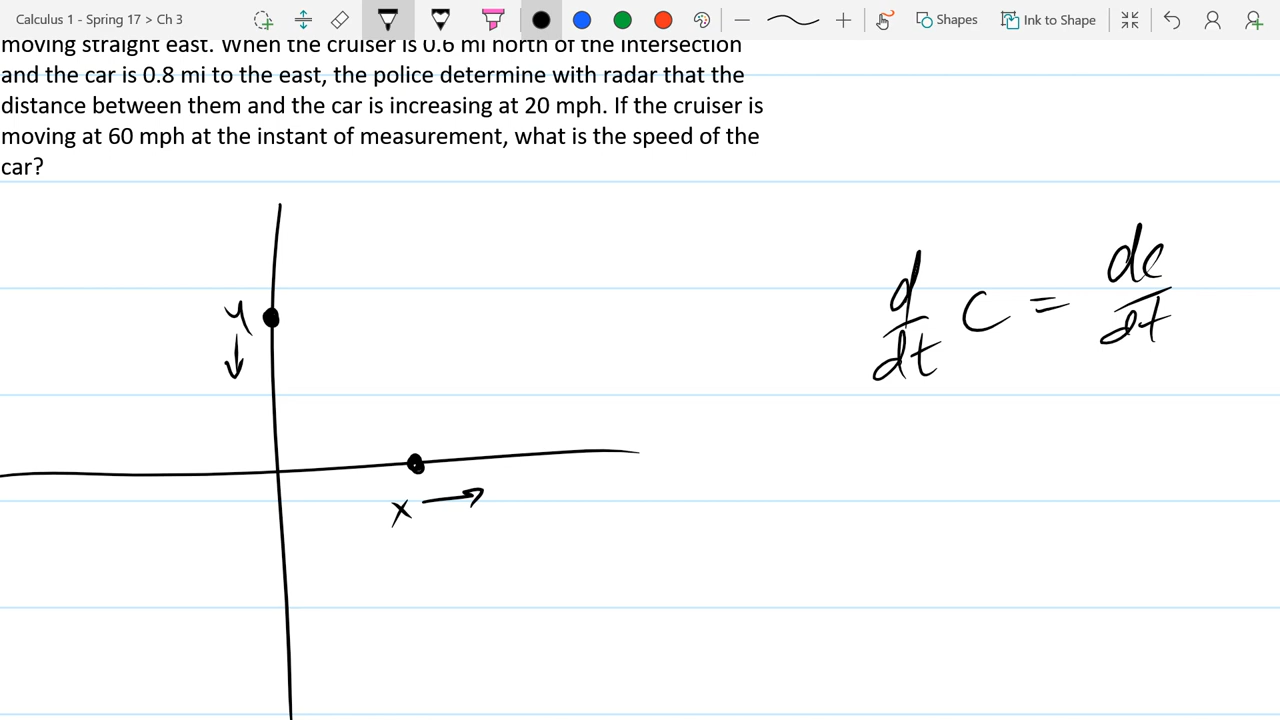 Calculus 1 - Spring 17 > Ch 3
Shapes
Ink to Shape
moving straight east. When the cruiser is 0.6 mi north of the intersection
and the car is 0.8 mi to the east, the police determine with radar that the
distance between them and the car is increasing at 20 mph. If the cruiser is
moving at 60 mph at the instant of measurement, what is the speed of the
car?
d/dt c = dc/dt
y
x